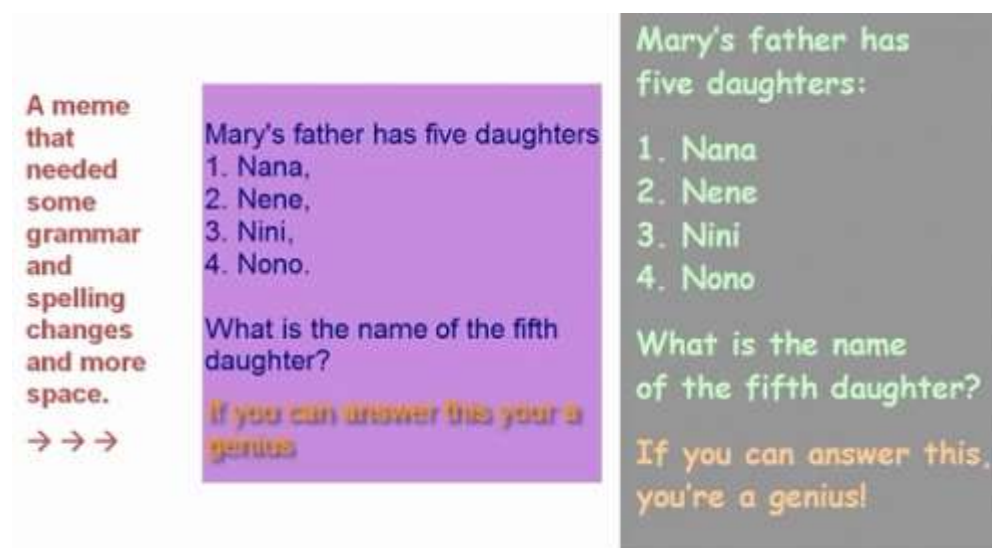 A meme
that
needed
some
grammar
and
spelling
changes
and more
space.
→ → →
Mary's father has five daughters
1. Nana,
2. Nene,
3. Nini,
4. Nono.
What is the name of the fifth
daughter?
If you can answer this your a
genius
Mary's father has
five daughters:
1. Nana
2. Nene
3. Nini
4. Nono
What is the name
of the fifth daughter?
If you can answer this,
you're a genius!